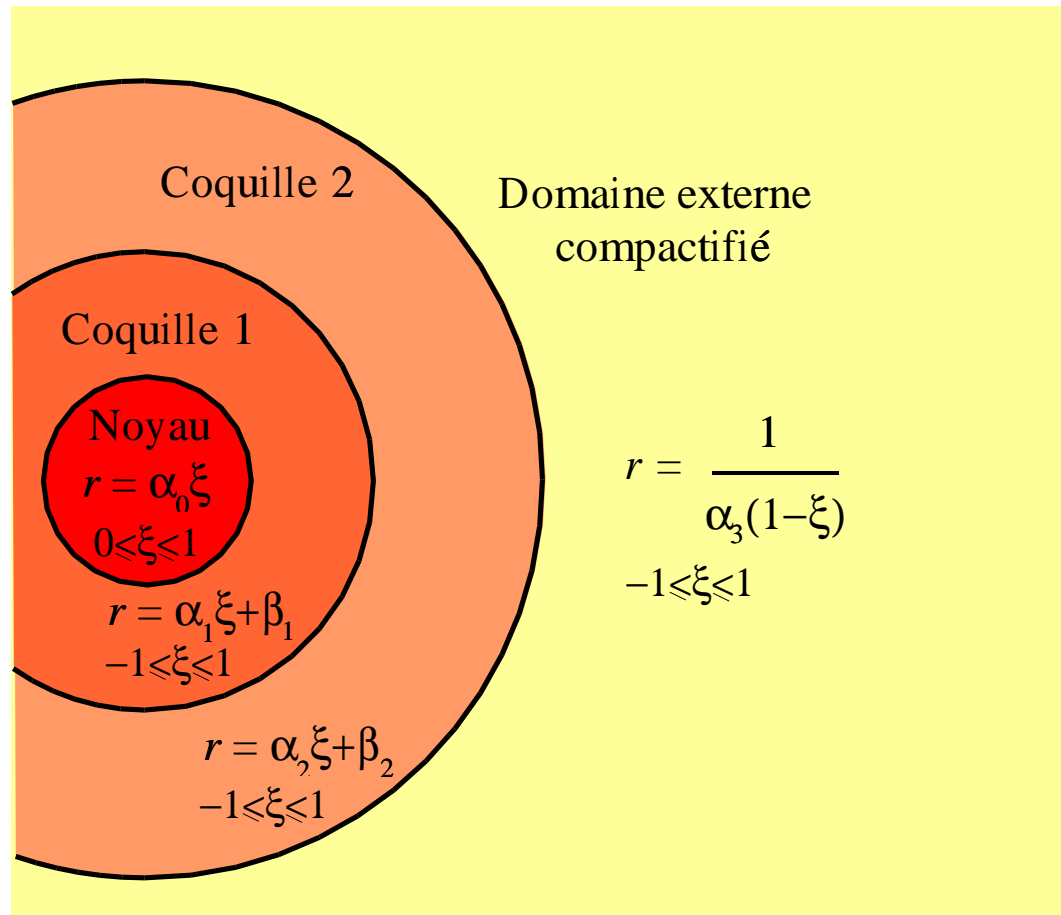 Coquille 2
Domaine externe
compactifié
Coquille 1
Noyau
r = α₀ξ
0⩽ξ⩽1
r = α₁ξ+β₁
−1⩽ξ⩽1
r = α₂ξ+β₂
−1⩽ξ⩽1
r = 1/α₃(1−ξ)
−1⩽ξ⩽1